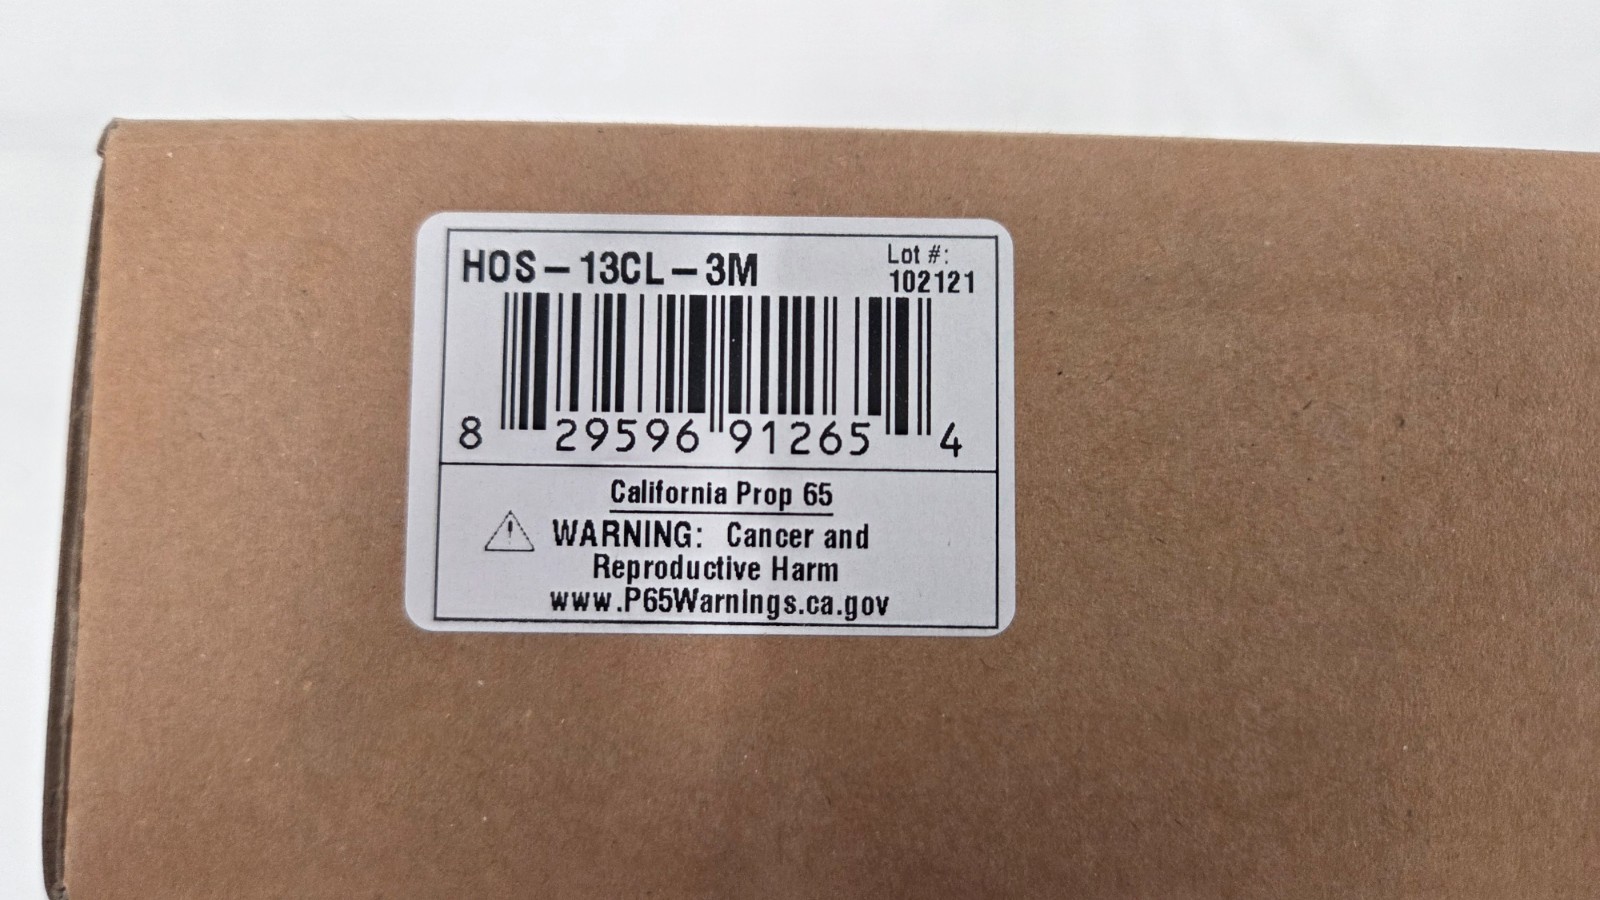 HOS-13CL-3M
Lot #:
102121
8 29596 91265 4
California Prop 65
WARNING: Cancer and
Reproductive Harm
www.P65Warnings.ca.gov